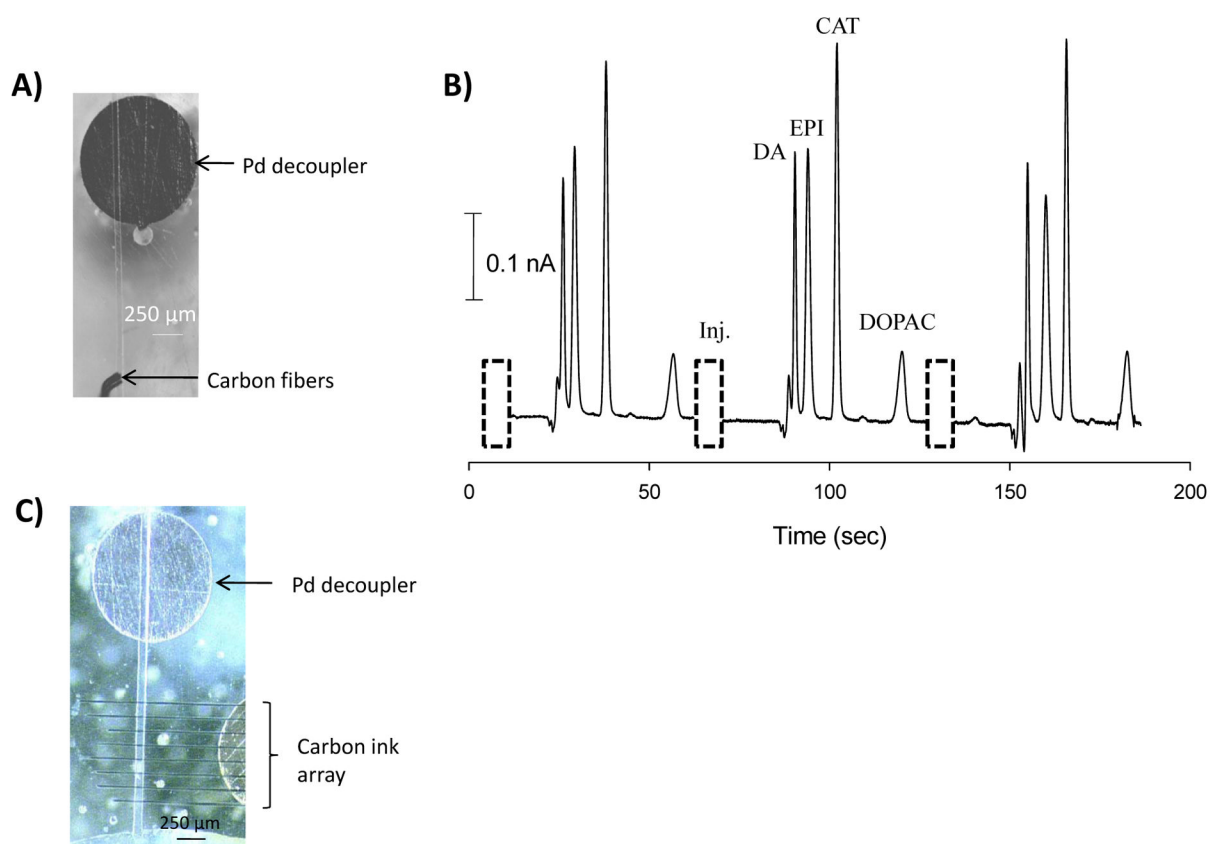 A)
Pd decoupler
250 µm
Carbon fibers
B)
CAT
EPI
DA
0.1 nA
Inj.
DOPAC
0
50
100
150
200
Time (sec)
C)
Pd decoupler
Carbon ink
array
250 µm